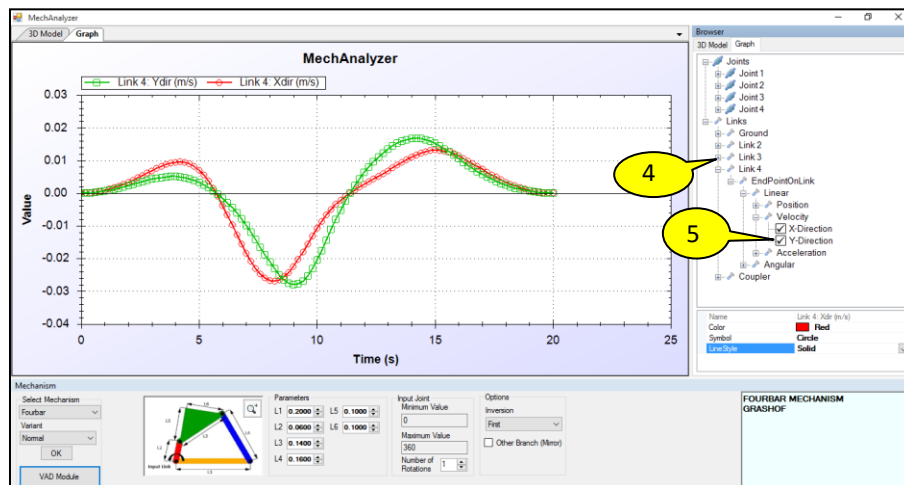 MechAnalyzer
3D Model Graph
MechAnalyzer
Link 4: Ydir (m/s) Link 4: Xdir (m/s)
0.03
0.02
0.01
0.00
-0.01
-0.02
-0.03
-0.04
Value
0 5 10 15 20 25
Time (s)
Browser
3D Model Graph
Joints
Joint 1
Joint 2
Joint 3
Joint 4
Links
Ground
Link 2
Link 3
Link 4
EndPointOnLink
Linear
Position
Velocity
X-Direction
Y-Direction
Acceleration
Angular
Coupler
4
5
Name Link 4: Xdir (m/s)
Color Red
Symbol Circle
LineStyle Solid
Mechanism
Select Mechanism
Fourbar
Variant
Normal
OK
VAD Module
Input Link
Parameters
L1 0.2000 L5 0.1000
L2 0.0600 L6 0.1000
L3 0.1400
L4 0.1600
Input Joint
Minimum Value
0
Maximum Value
360
Number of
Rotations 1
Options
Inversion
First
Other Branch (Mirror)
FOURBAR MECHANISM
GRASHOF